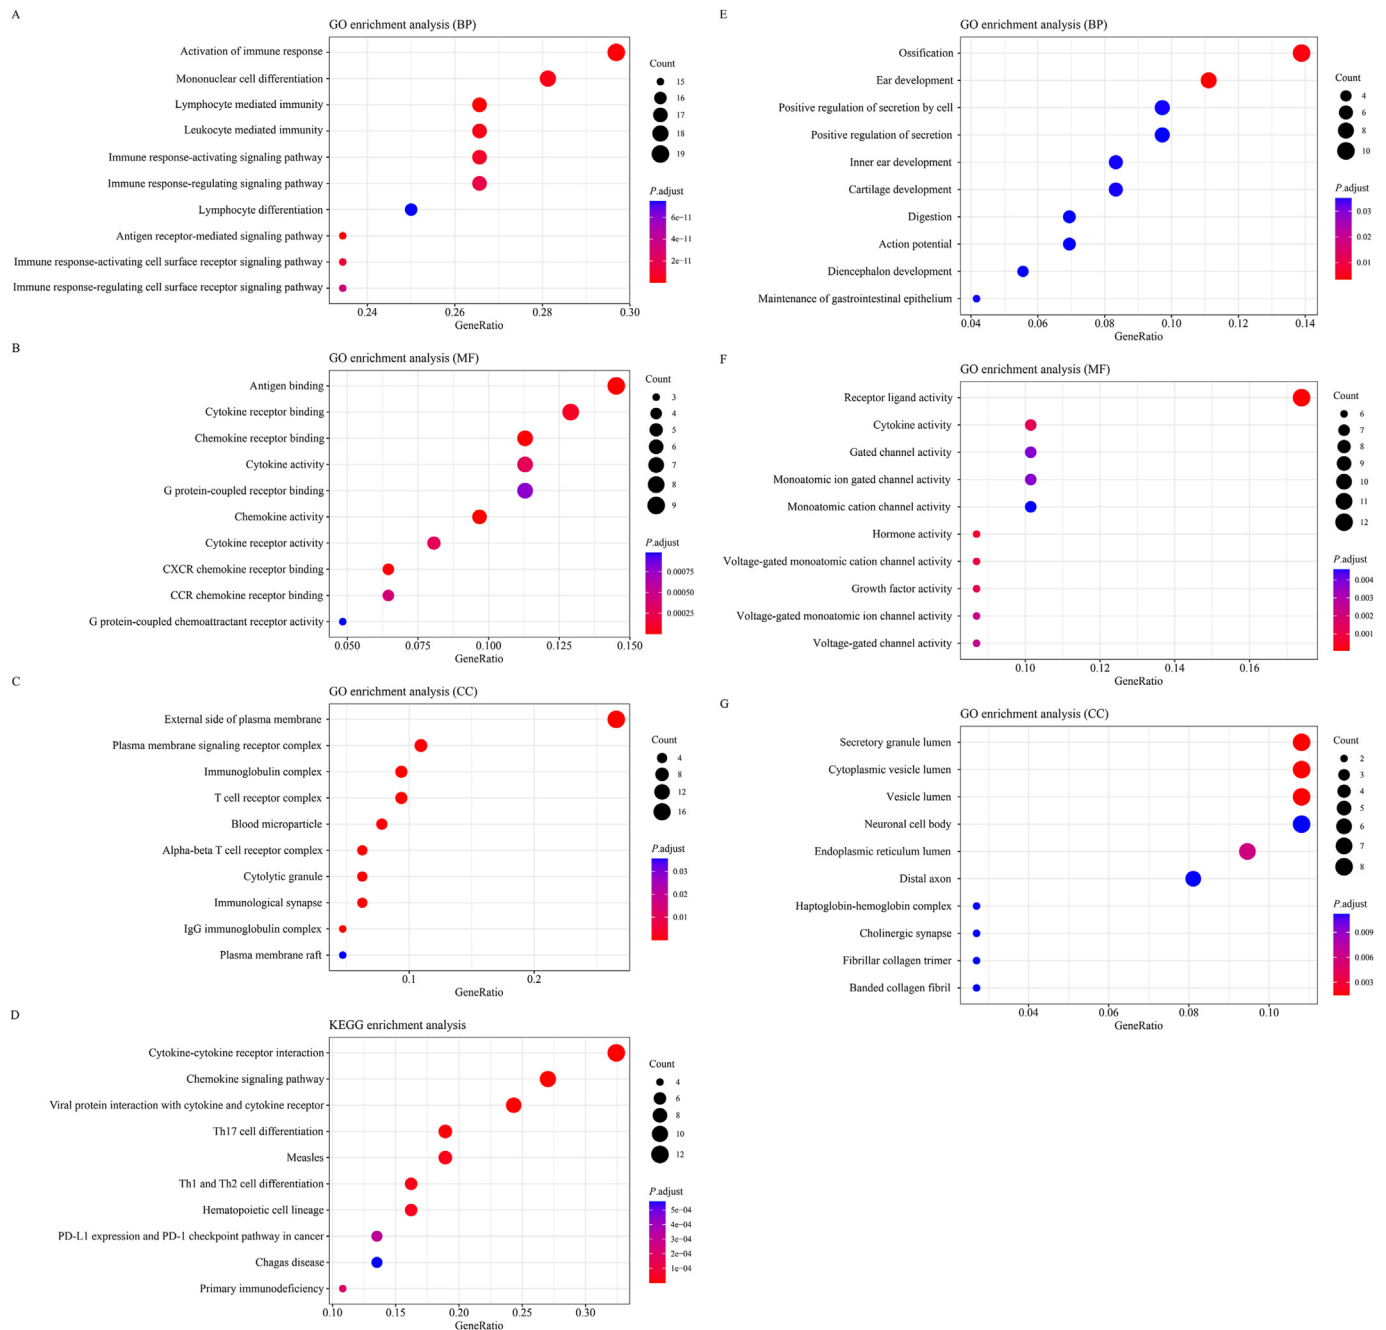 A
GO enrichment analysis (BP)
Activation of immune response
Mononuclear cell differentiation
Lymphocyte mediated immunity
Leukocyte mediated immunity
Immune response-activating signaling pathway
Immune response-regulating signaling pathway
Lymphocyte differentiation
Antigen receptor-mediated signaling pathway
Immune response-activating cell surface receptor signaling pathway
Immune response-regulating cell surface receptor signaling pathway
0.24 0.26 0.28 0.30
GeneRatio
Count
15
16
17
18
19
P.adjust
6e−11
4e−11
2e−11
B
GO enrichment analysis (MF)
Antigen binding
Cytokine receptor binding
Chemokine receptor binding
Cytokine activity
G protein-coupled receptor binding
Chemokine activity
Cytokine receptor activity
CXCR chemokine receptor binding
CCR chemokine receptor binding
G protein-coupled chemoattractant receptor activity
0.050 0.075 0.100 0.125 0.150
GeneRatio
Count
3
4
5
6
7
8
9
P.adjust
0.00075
0.00050
0.00025
C
GO enrichment analysis (CC)
External side of plasma membrane
Plasma membrane signaling receptor complex
Immunoglobulin complex
T cell receptor complex
Blood microparticle
Alpha-beta T cell receptor complex
Cytolytic granule
Immunological synapse
IgG immunoglobulin complex
Plasma membrane raft
0.1 0.2
GeneRatio
Count
4
8
12
16
P.adjust
0.03
0.02
0.01
D
KEGG enrichment analysis
Cytokine-cytokine receptor interaction
Chemokine signaling pathway
Viral protein interaction with cytokine and cytokine receptor
Th17 cell differentiation
Measles
Th1 and Th2 cell differentiation
Hematopoietic cell lineage
PD-L1 expression and PD-1 checkpoint pathway in cancer
Chagas disease
Primary immunodeficiency
0.10 0.15 0.20 0.25 0.30
GeneRatio
Count
4
6
8
10
12
P.adjust
5e−04
4e−04
3e−04
2e−04
1e−04
E
GO enrichment analysis (BP)
Ossification
Ear development
Positive regulation of secretion by cell
Positive regulation of secretion
Inner ear development
Cartilage development
Digestion
Action potential
Diencephalon development
Maintenance of gastrointestinal epithelium
0.04 0.06 0.08 0.10 0.12 0.14
GeneRatio
Count
4
6
8
10
P.adjust
0.03
0.02
0.01
F
GO enrichment analysis (MF)
Receptor ligand activity
Cytokine activity
Gated channel activity
Monoatomic ion gated channel activity
Monoatomic cation channel activity
Hormone activity
Voltage-gated monoatomic cation channel activity
Growth factor activity
Voltage-gated monoatomic ion channel activity
Voltage-gated channel activity
0.10 0.12 0.14 0.16
GeneRatio
Count
6
7
8
9
10
11
12
P.adjust
0.004
0.003
0.002
0.001
G
GO enrichment analysis (CC)
Secretory granule lumen
Cytoplasmic vesicle lumen
Vesicle lumen
Neuronal cell body
Endoplasmic reticulum lumen
Distal axon
Haptoglobin-hemoglobin complex
Cholinergic synapse
Fibrillar collagen trimer
Banded collagen fibril
0.04 0.06 0.08 0.10
GeneRatio
Count
2
3
4
5
6
7
8
P.adjust
0.009
0.006
0.003